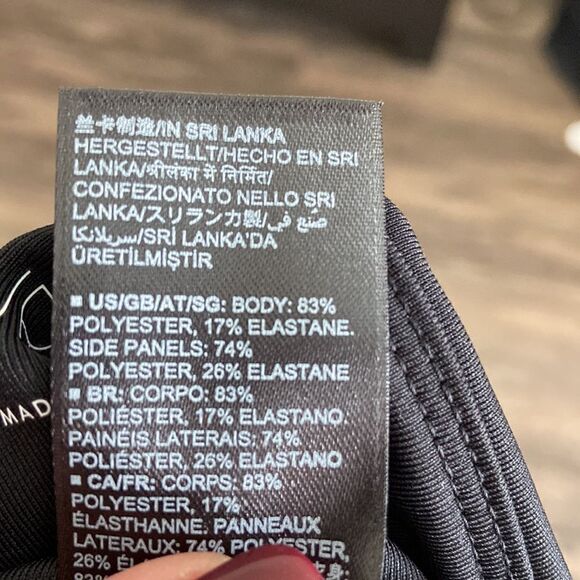 兰卡制造/IN SRI LANKA
HERGESTELLT/HECHO EN SRI
LANKA/श्रीलंका में निर्मित/
CONFEZIONATO NELLO SRI
LANKA/スリランカ製/صنع في
سريلانكا/SRİ LANKA'DA
ÜRETİLMİŞTİR
■ US/GB/AT/SG: BODY: 83%
POLYESTER, 17% ELASTANE.
SIDE PANELS: 74%
POLYESTER, 26% ELASTANE
■ BR: CORPO: 83%
POLIÉSTER, 17% ELASTANO.
PAINÉIS LATERAIS: 74%
POLIÉSTER, 26% ELASTANO
■ CA/FR: CORPS: 83%
POLYESTER, 17%
ÉLASTHANNE. PANNEAUX
LATERAUX: 74% POLYESTER,
26%
MAD